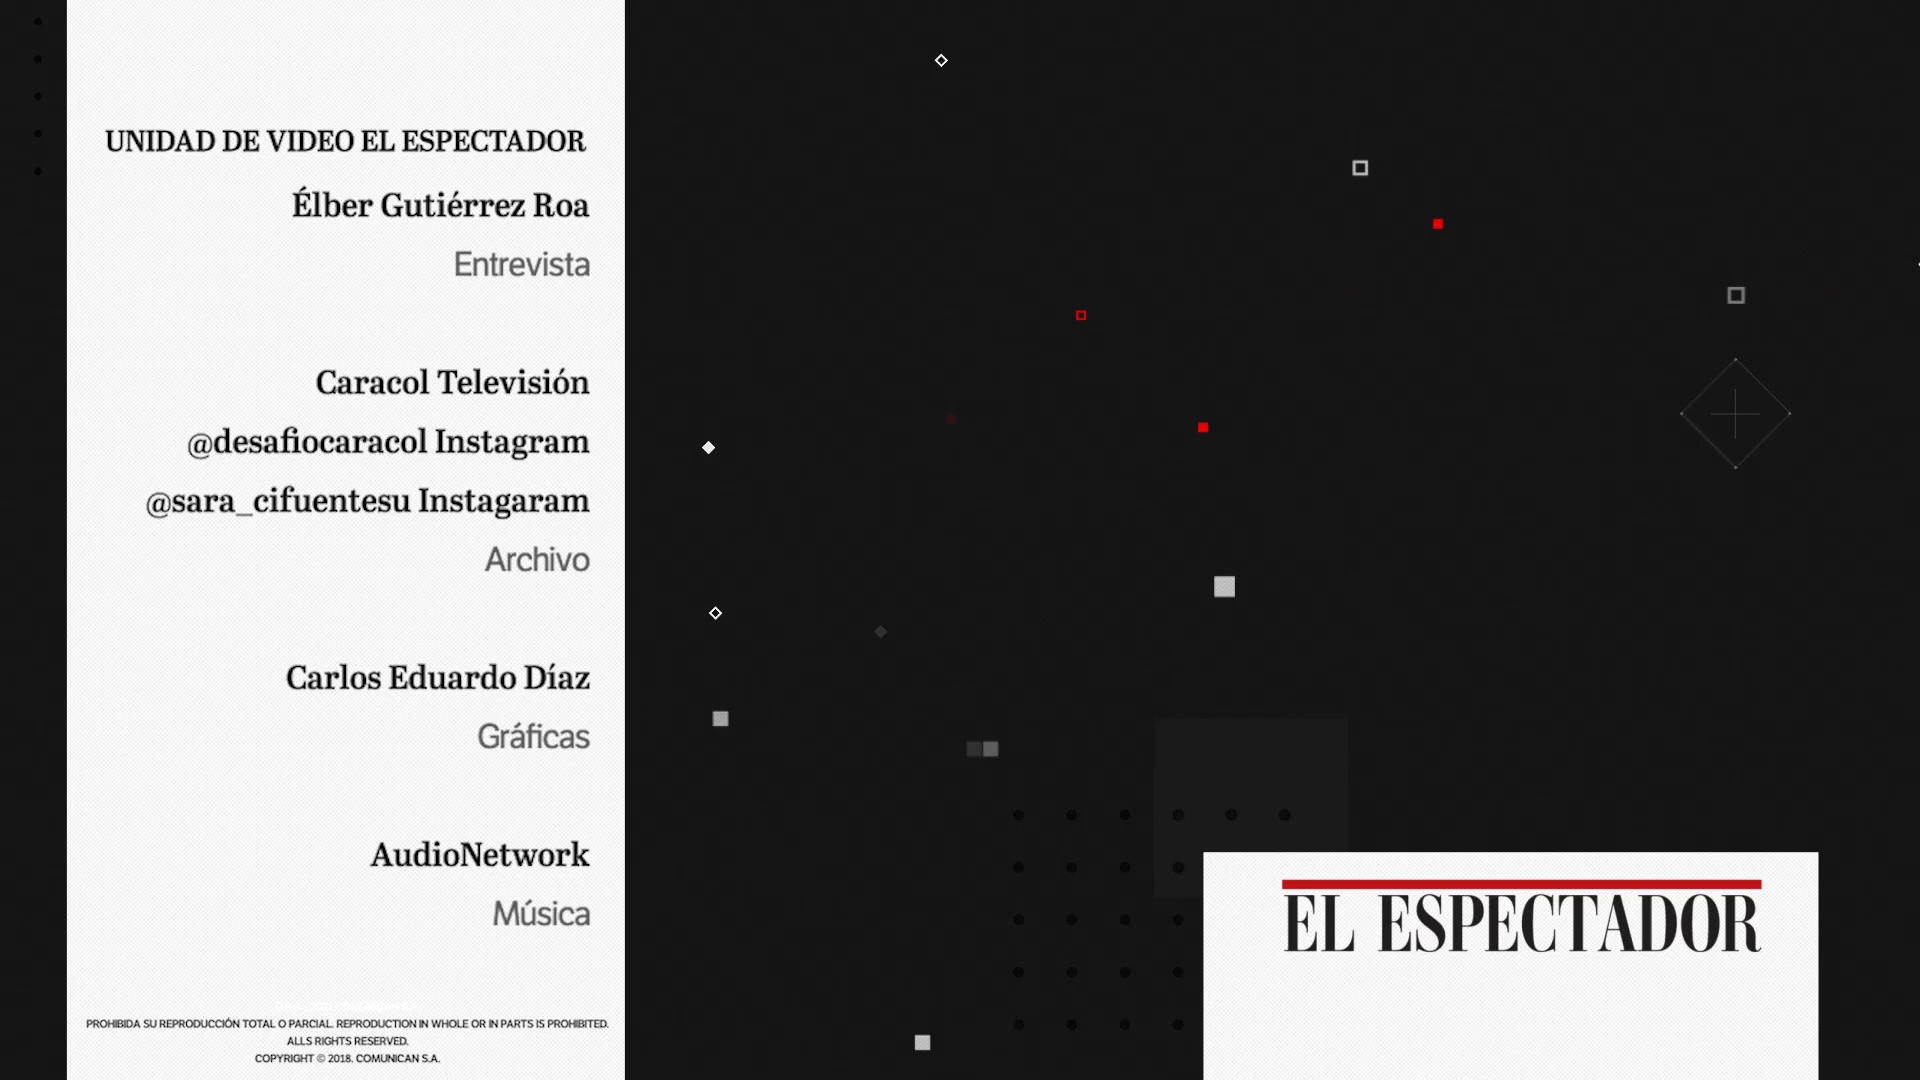 UNIDAD DE VIDEO EL ESPECTADOR
Élber Gutiérrez Roa
Entrevista
Caracol Televisión
@desafiocaracol Instagram
@sara_cifuentesu Instagaram
Archivo
Carlos Eduardo Díaz
Gráficas
AudioNetwork
Música
PROHIBIDA SU REPRODUCCIÓN TOTAL O PARCIAL. REPRODUCTION IN WHOLE OR IN PARTS IS PROHIBITED.
ALLS RIGHTS RESERVED.
COPYRIGHT © 2018. COMUNICAN S.A.
EL ESPECTADOR